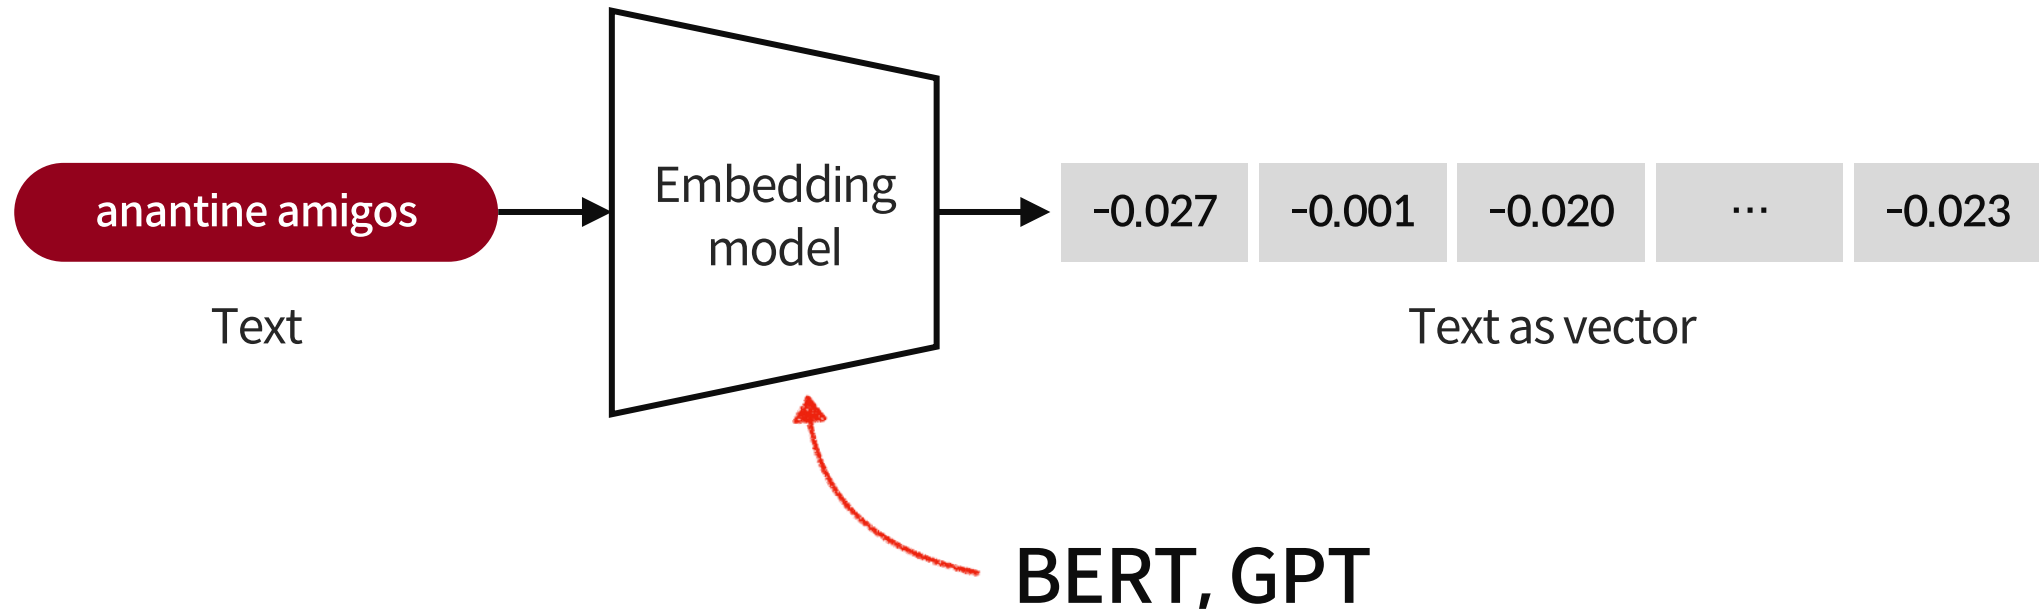 anantine amigos
Text
Embedding
model
-0.027 -0.001 -0.020 ... -0.023
Text as vector
BERT, GPT